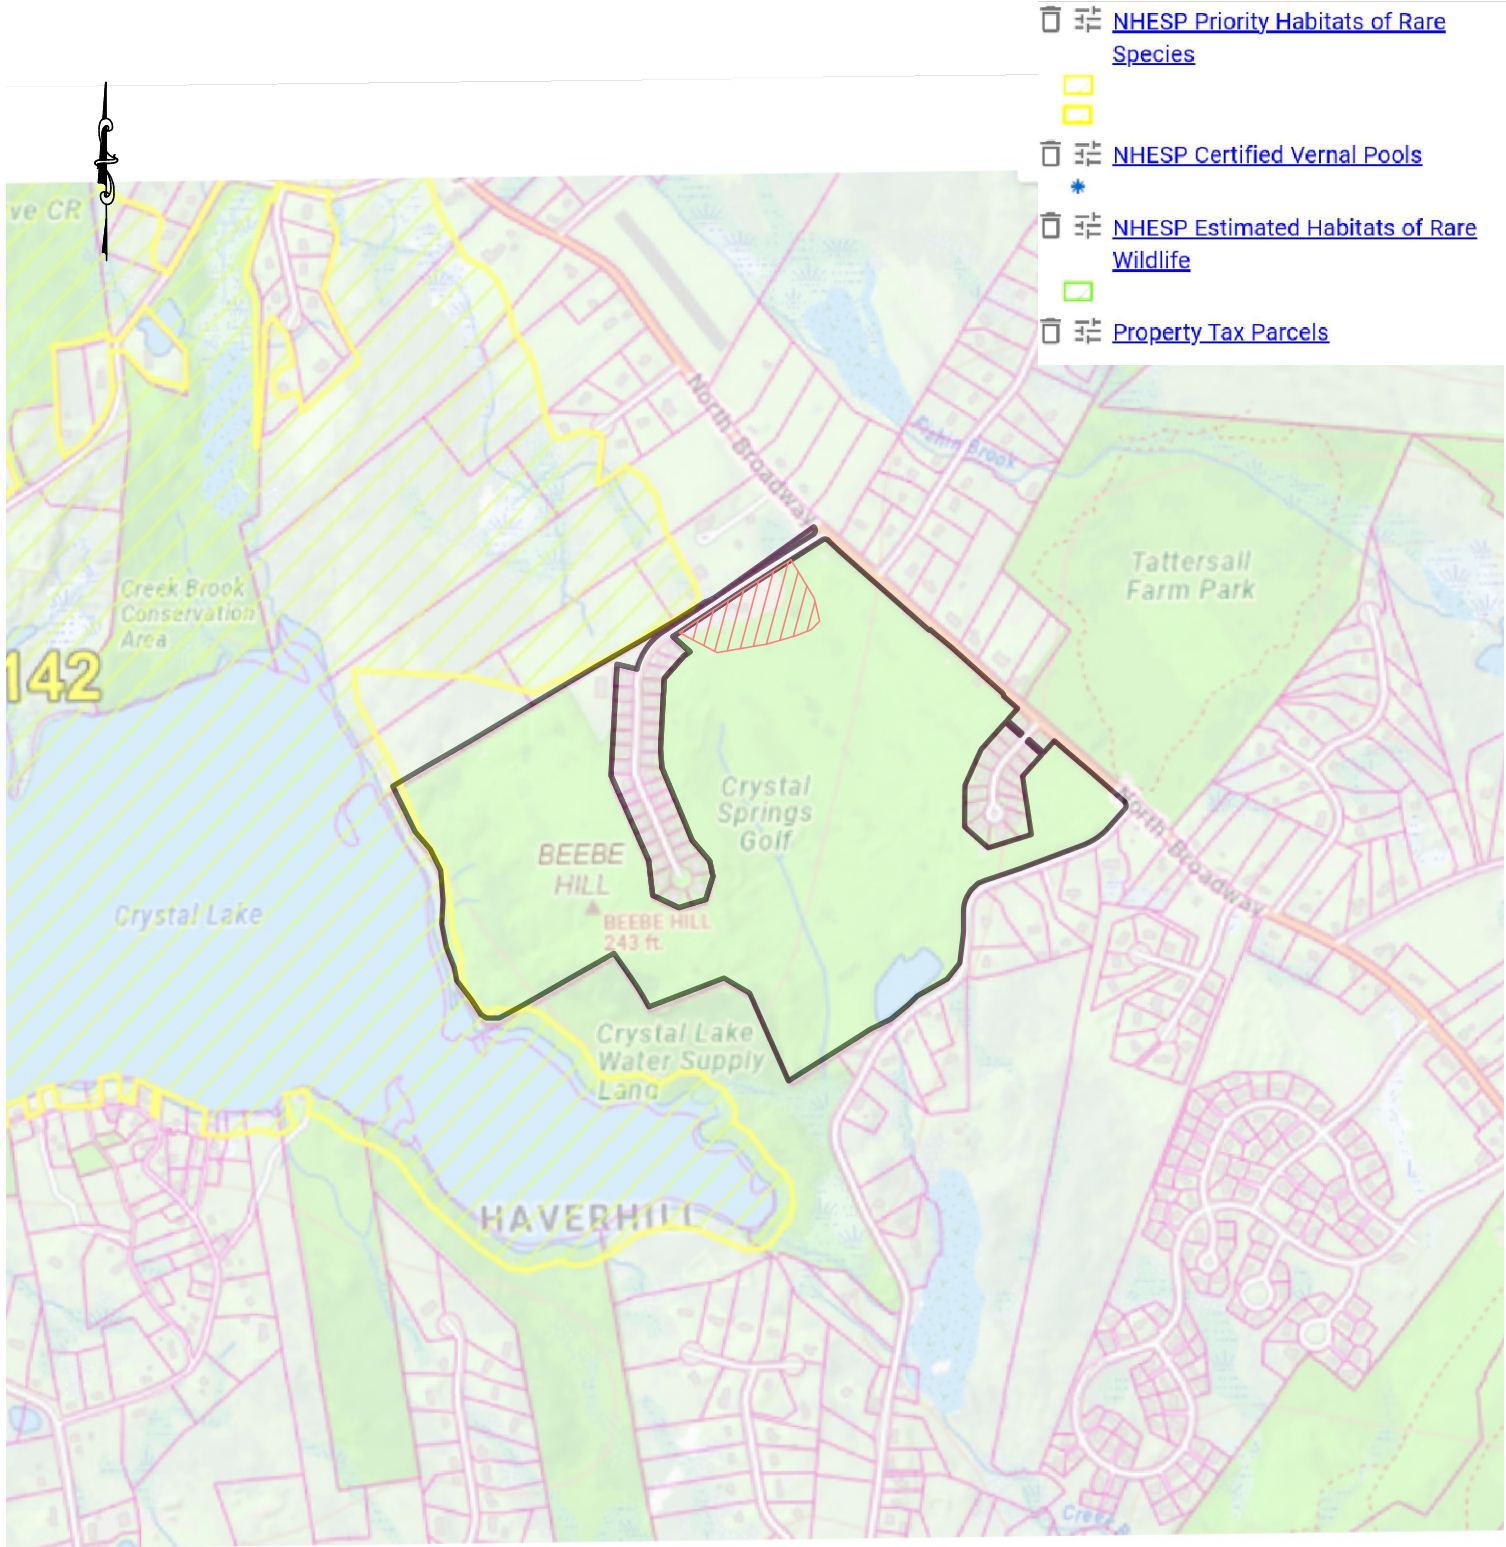 NHESP Priority Habitats of Rare
Species
NHESP Certified Vernal Pools
NHESP Estimated Habitats of Rare
Wildlife
Property Tax Parcels
ve CR
North Broadway
Brook
Tattersall
Farm Park
Creek Brook
Conservation
Area
142
Crystal
Springs
Golf
North Broadway
BEEBE
HILL
BEEBE HILL
243 ft.
Crystal Lake
Crystal Lake
Water Supply
Land
HAVERHILL